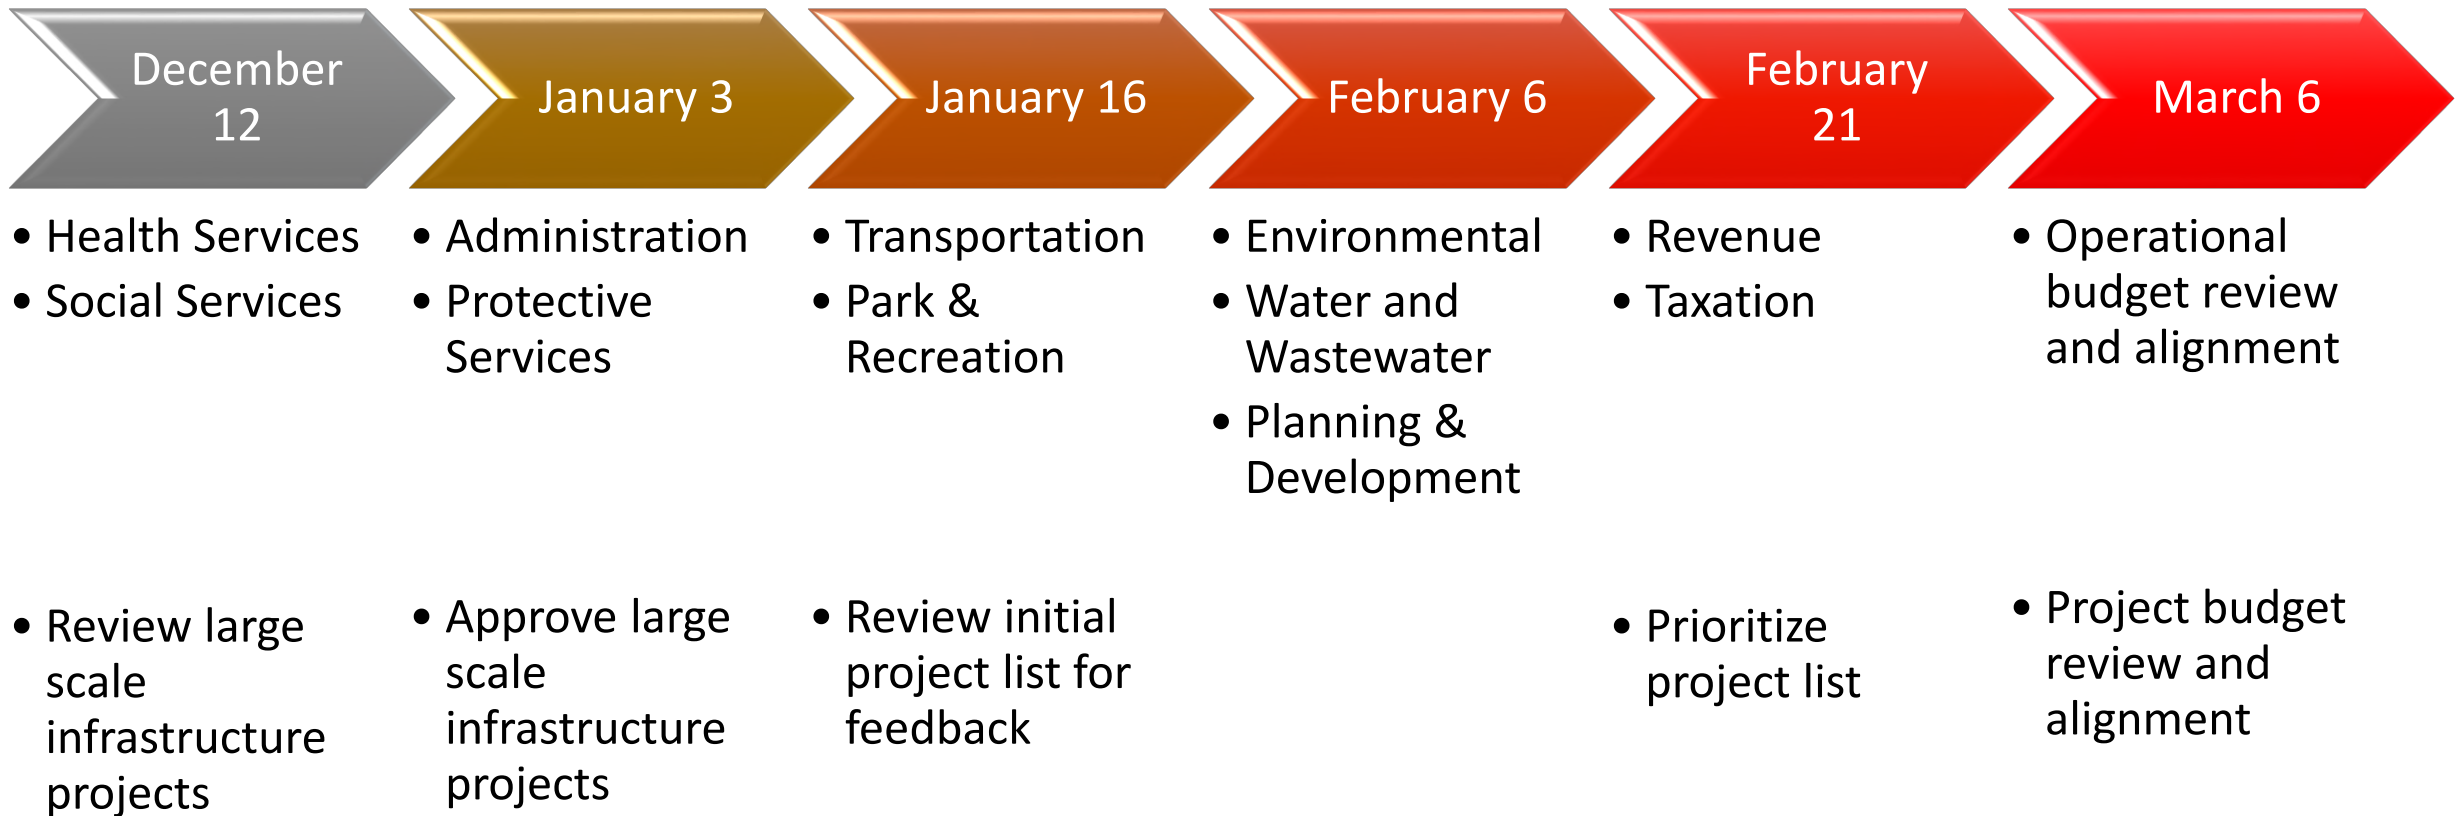 December
12
January 3
January 16
February 6
February
21
March 6
• Health Services
• Social Services
• Administration
• Protective
Services
• Transportation
• Park &
Recreation
• Environmental
• Water and
Wastewater
• Planning &
Development
• Revenue
• Taxation
• Operational
budget review
and alignment
• Review large
scale
infrastructure
projects
• Approve large
scale
infrastructure
projects
• Review initial
project list for
feedback
• Prioritize
project list
• Project budget
review and
alignment